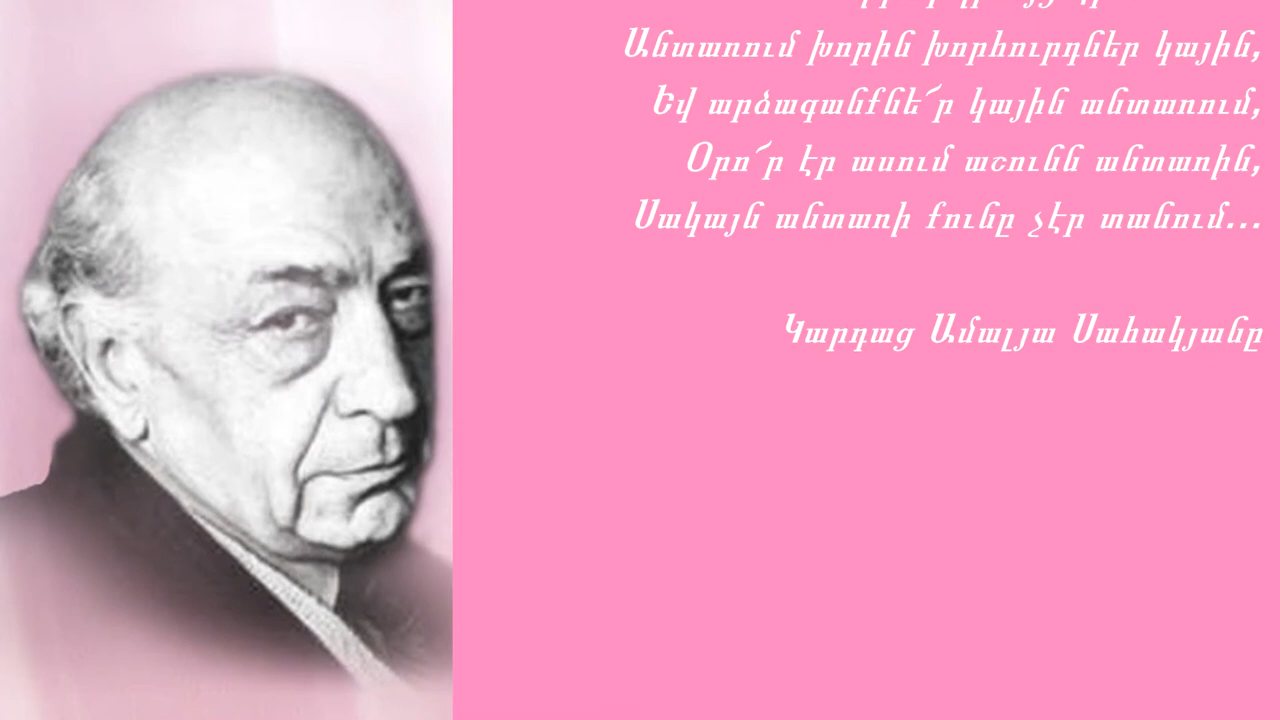 Անտառում խորին խորհուրդներ կային,
Եվ արձագանքնե՜ր կային անտառում,
Օրո՜ր էր ասում աշունն անտառին,
Սակայն անտառի քունը չէր տանում...
Կարդաց Ամալյա Սահակյանը